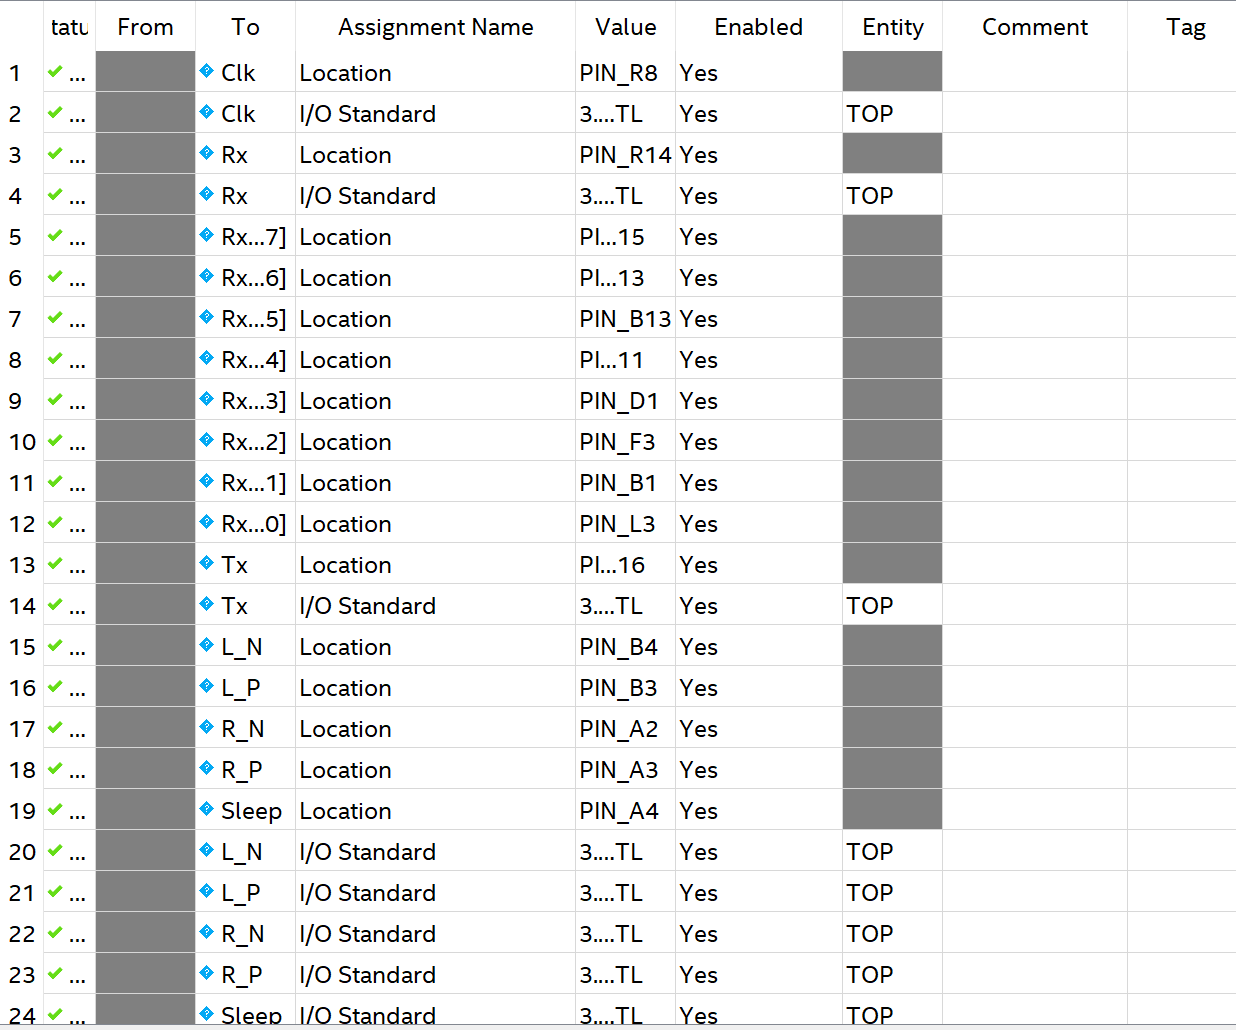 tatu From To Assignment Name Value Enabled Entity Comment Tag
1 ... Clk Location PIN_R8 Yes
2 ... Clk I/O Standard 3....TL Yes TOP
3 ... Rx Location PIN_R14 Yes
4 ... Rx I/O Standard 3....TL Yes TOP
5 ... Rx...7] Location PI...15 Yes
6 ... Rx...6] Location PI...13 Yes
7 ... Rx...5] Location PIN_B13 Yes
8 ... Rx...4] Location PI...11 Yes
9 ... Rx...3] Location PIN_D1 Yes
10 ... Rx...2] Location PIN_F3 Yes
11 ... Rx...1] Location PIN_B1 Yes
12 ... Rx...0] Location PIN_L3 Yes
13 ... Tx Location PI...16 Yes
14 ... Tx I/O Standard 3....TL Yes TOP
15 ... L_N Location PIN_B4 Yes
16 ... L_P Location PIN_B3 Yes
17 ... R_N Location PIN_A2 Yes
18 ... R_P Location PIN_A3 Yes
19 ... Sleep Location PIN_A4 Yes
20 ... L_N I/O Standard 3....TL Yes TOP
21 ... L_P I/O Standard 3....TL Yes TOP
22 ... R_N I/O Standard 3....TL Yes TOP
23 ... R_P I/O Standard 3....TL Yes TOP
24 ... Sleep I/O Standard 3....TL Yes TOP